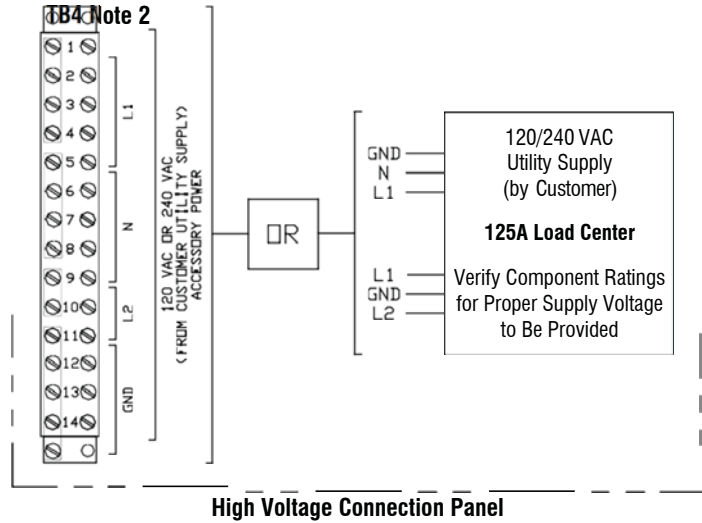 TB4 Note 2
1
2
3
4
5
6
7
8
9
10
11
12
13
14
L1
N
L2
GND
120 VAC OR 240 VAC
(FROM CUSTOMER UTILITY SUPPLY)
ACCESSORY POWER
OR
GND
N
L1
L1
GND
L2
120/240 VAC
Utility Supply
(by Customer)
125A Load Center
Verify Component Ratings
for Proper Supply Voltage
to Be Provided
High Voltage Connection Panel